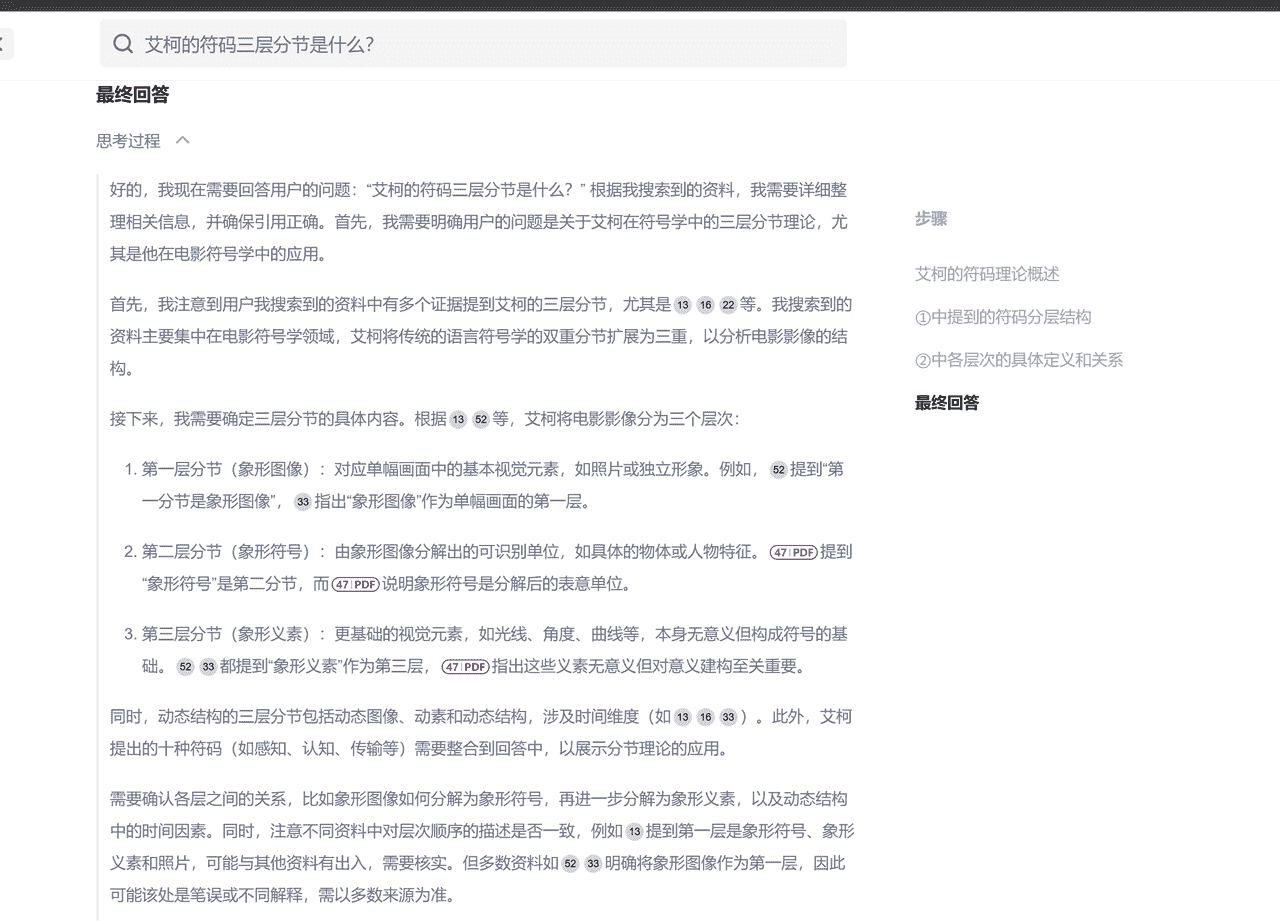 艾柯的符码三层分节是什么？
最终回答
思考过程
好的，我现在需要回答用户的问题：“艾柯的符码三层分节是什么？” 根据我搜索到的资料，我需要详细整
理相关信息，并确保引用正确。首先，我需要明确用户的问题是关于艾柯在符号学中的三层分节理论，尤
其是他在电影符号学中的应用。
首先，我注意到用户我搜索到的资料中有多个证据提到艾柯的三层分节，尤其是 13 16 22 等。我搜索到的
资料主要集中在电影符号学领域，艾柯将传统的语言符号学的双重分节扩展为三重，以分析电影影像的结
构。
接下来，我需要确定三层分节的具体内容。根据 13 52 等，艾柯将电影影像分为三个层次：
1. 第一层分节（象形图像）：对应单幅画面中的基本视觉元素，如照片或独立形象。例如， 52 提到“第
一分节是象形图像”， 33 指出“象形图像”作为单幅画面的第一层。
2. 第二层分节（象形符号）：由象形图像分解出的可识别单位，如具体的物体或人物特征。 47 | PDF 提到
“象形符号”是第二分节，而 47 | PDF 说明象形符号是分解后的表意单位。
3. 第三层分节（象形义素）：更基础的视觉元素，如光线、角度、曲线等，本身无意义但构成符号的基
础。 52 33 都提到“象形义素”作为第三层， 47 | PDF 指出这些义素无意义但对意义建构至关重要。
同时，动态结构的三层分节包括动态图像、动素和动态结构，涉及时间维度（如 13 16 33 ）。此外，艾柯
提出的十种符码（如感知、认知、传输等）需要整合到回答中，以展示分节理论的应用。
需要确认各层之间的关系，比如象形图像如何分解为象形符号，再进一步分解为象形义素，以及动态结构
中的时间因素。同时，注意不同资料中对层次顺序的描述是否一致，例如 13 提到第一层是象形符号、象形
义素和照片，可能与其他资料有出入，需要核实。但多数资料如 52 33 明确将象形图像作为第一层，因此
可能该处是笔误或不同解释，需以多数来源为准。
步骤
艾柯的符码理论概述
①中提到的符码分层结构
②中各层次的具体定义和关系
最终回答